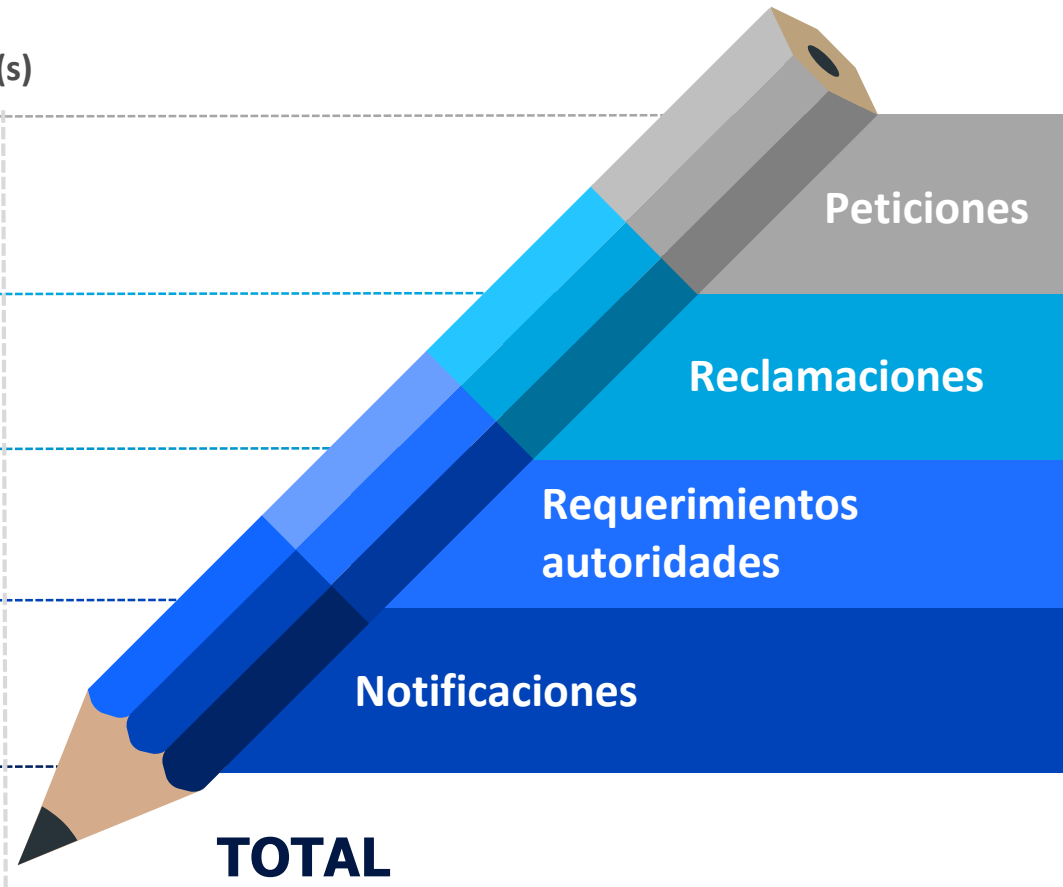 (s)
Peticiones
Reclamaciones
Requerimientos
autoridades
Notificaciones
TOTAL